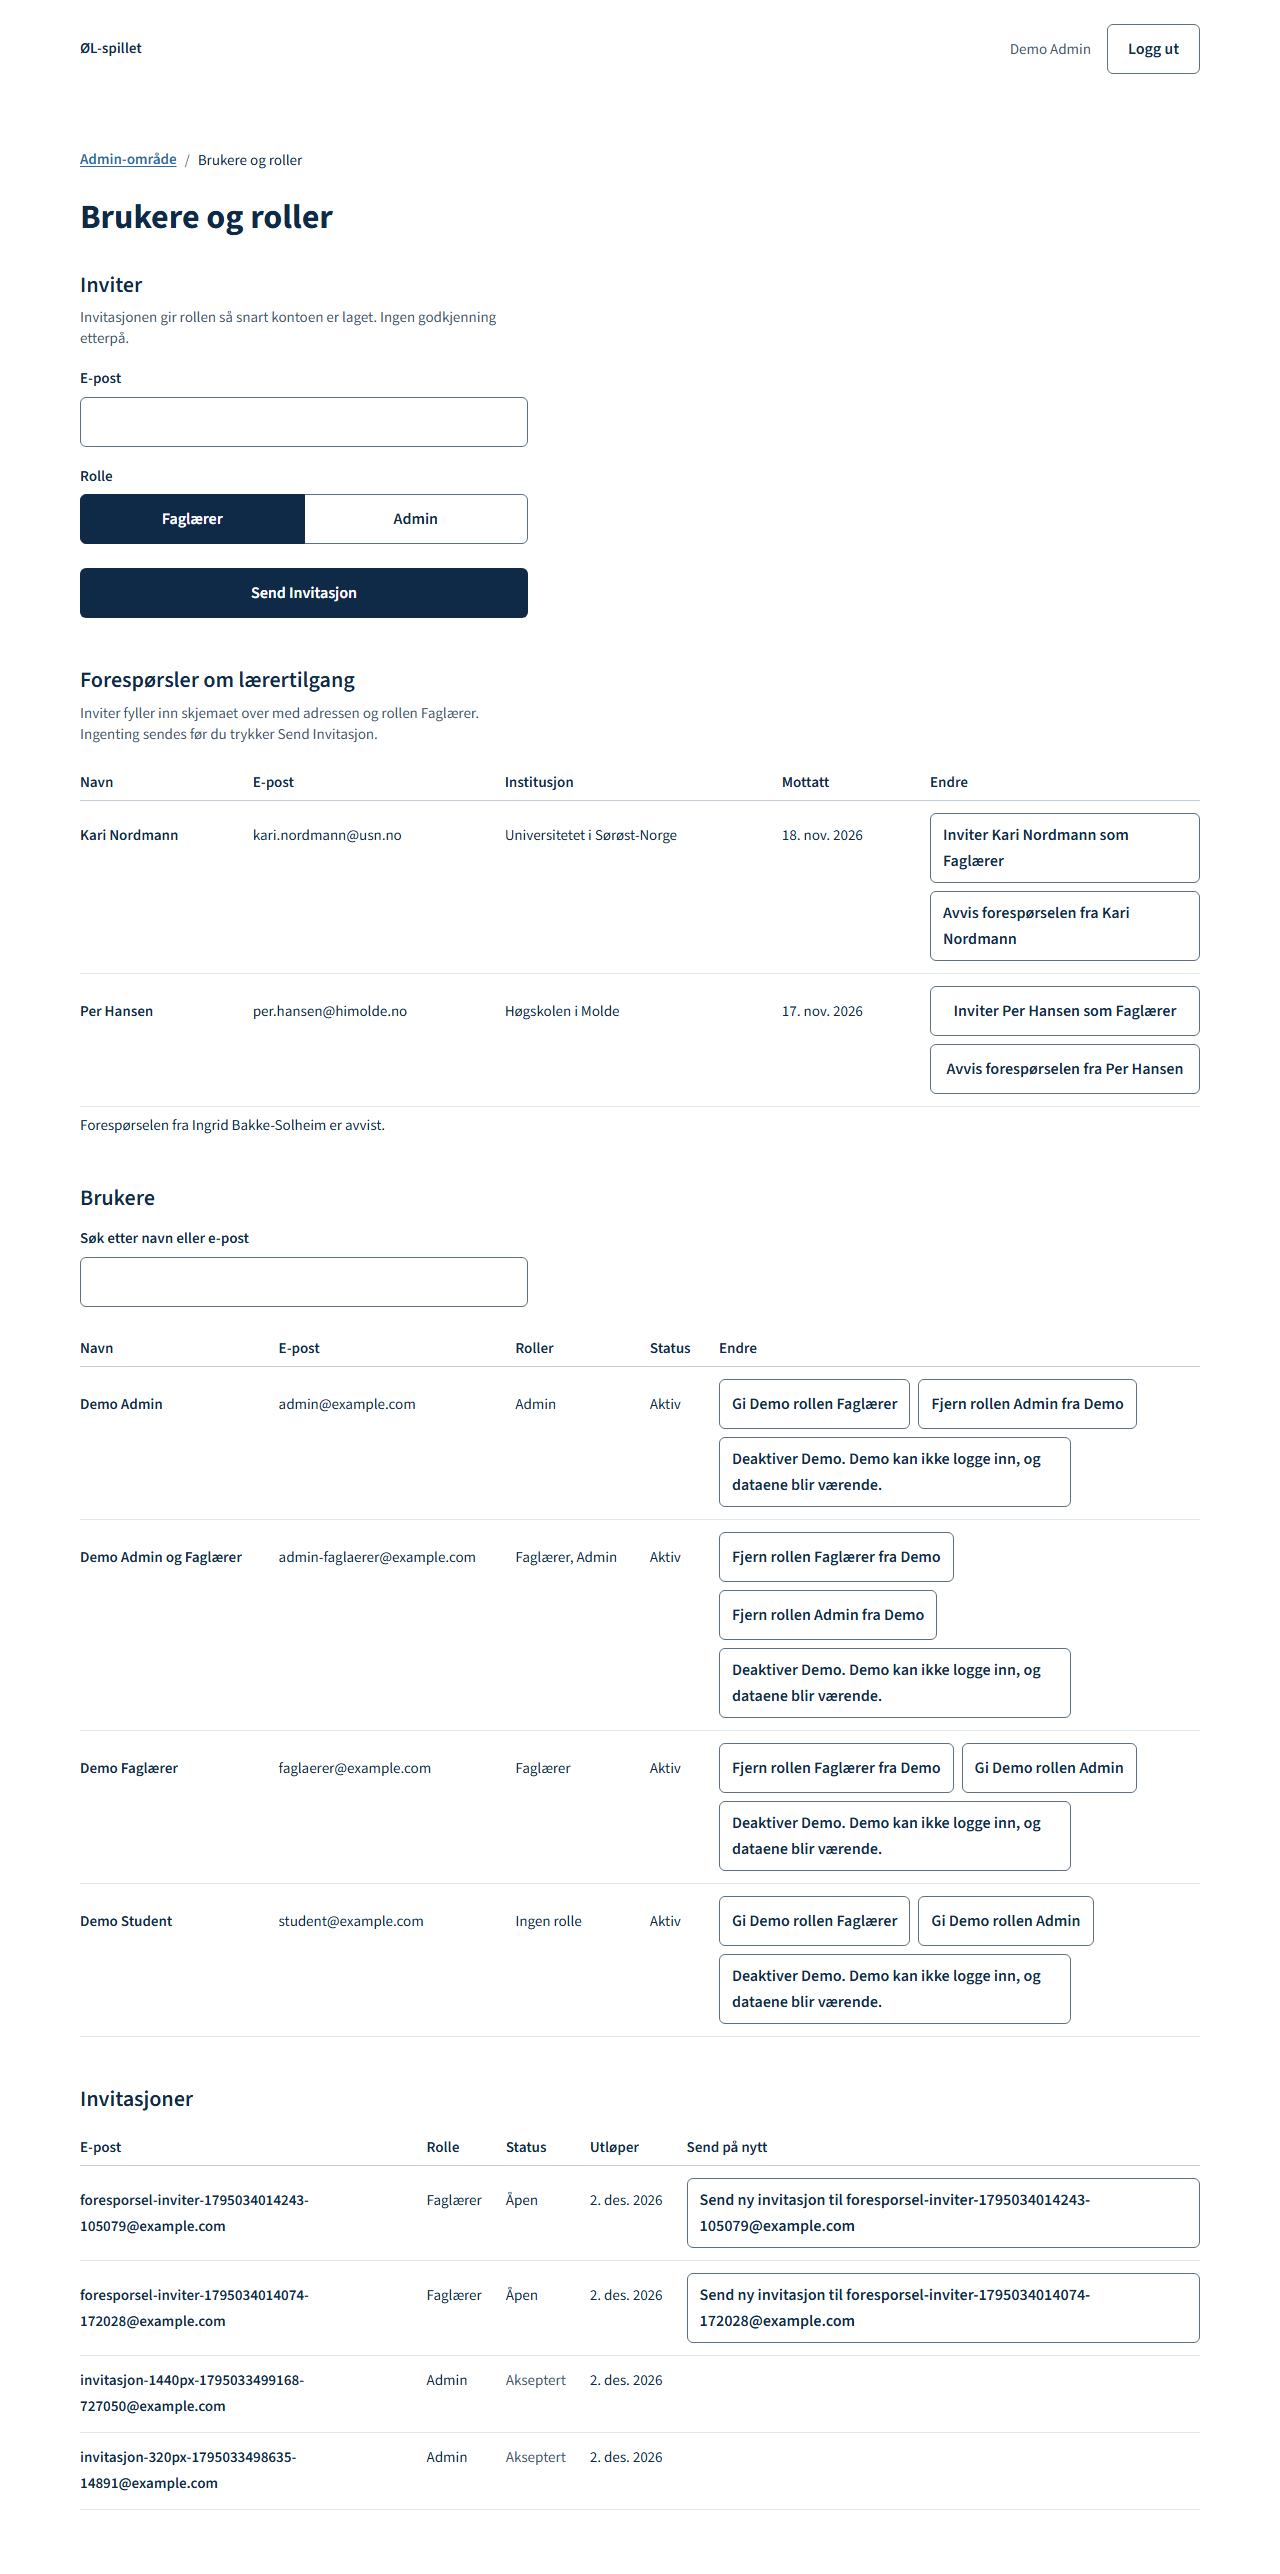 ØL-spillet
Demo Admin
Logg ut
Admin-område / Brukere og roller
Brukere og roller
Inviter
Invitasjonen gir rollen så snart kontoen er laget. Ingen godkjenning
etterpå.
E-post
Rolle
Faglærer
Admin
Send Invitasjon
Forespørsler om lærertilgang
Inviter fyller inn skjemaet over med adressen og rollen Faglærer.
Ingenting sendes før du trykker Send Invitasjon.
Navn E-post Institusjon Mottatt Endre
Kari Nordmann kari.nordmann@usn.no Universitetet i Sørøst-Norge 18. nov. 2026
Inviter Kari Nordmann som
Faglærer
Avvis forespørselen fra Kari
Nordmann
Per Hansen per.hansen@himolde.no Høgskolen i Molde 17. nov. 2026
Inviter Per Hansen som Faglærer
Avvis forespørselen fra Per Hansen
Forespørselen fra Ingrid Bakke-Solheim er avvist.
Brukere
Søk etter navn eller e-post
Navn E-post Roller Status Endre
Demo Admin admin@example.com Admin Aktiv
Gi Demo rollen Faglærer
Fjern rollen Admin fra Demo
Deaktiver Demo. Demo kan ikke logge inn, og
dataene blir værende.
Demo Admin og Faglærer admin-faglaerer@example.com Faglærer, Admin Aktiv
Fjern rollen Faglærer fra Demo
Fjern rollen Admin fra Demo
Deaktiver Demo. Demo kan ikke logge inn, og
dataene blir værende.
Demo Faglærer faglaerer@example.com Faglærer Aktiv
Fjern rollen Faglærer fra Demo
Gi Demo rollen Admin
Deaktiver Demo. Demo kan ikke logge inn, og
dataene blir værende.
Demo Student student@example.com Ingen rolle Aktiv
Gi Demo rollen Faglærer
Gi Demo rollen Admin
Deaktiver Demo. Demo kan ikke logge inn, og
dataene blir værende.
Invitasjoner
E-post Rolle Status Utløper Send på nytt
foresporsel-inviter-1795034014243-
105079@example.com
Faglærer Åpen 2. des. 2026
Send ny invitasjon til foresporsel-inviter-1795034014243-
105079@example.com
foresporsel-inviter-1795034014074-
172028@example.com
Faglærer Åpen 2. des. 2026
Send ny invitasjon til foresporsel-inviter-1795034014074-
172028@example.com
invitasjon-1440px-1795033499168-
727050@example.com
Admin Akseptert 2. des. 2026
invitasjon-320px-1795033498635-
14891@example.com
Admin Akseptert 2. des. 2026